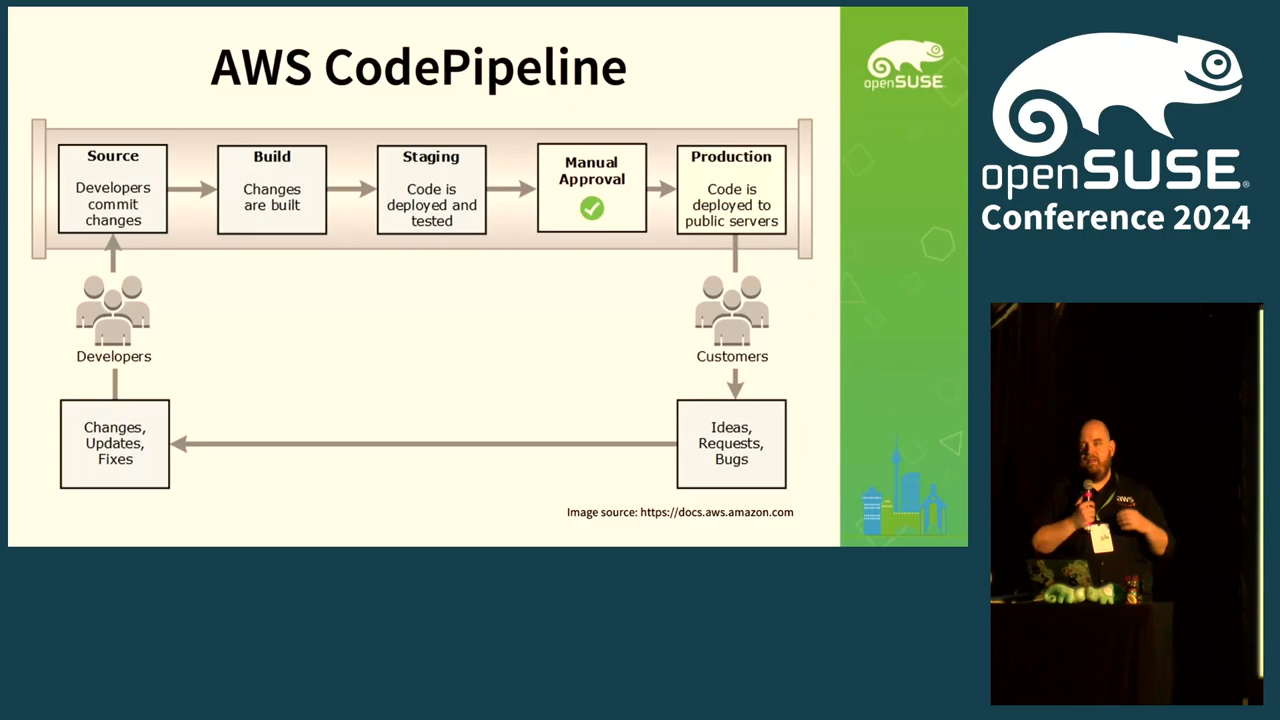 AWS CodePipeline
Source
Developers
commit
changes
Build
Changes
are built
Staging
Code is
deployed and
tested
Manual
Approval
Production
Code is
deployed to
public servers
Developers
Customers
Changes,
Updates,
Fixes
Ideas,
Requests,
Bugs
Image source: https://docs.aws.amazon.com
openSUSE
openSUSE®
Conference 2024
aws